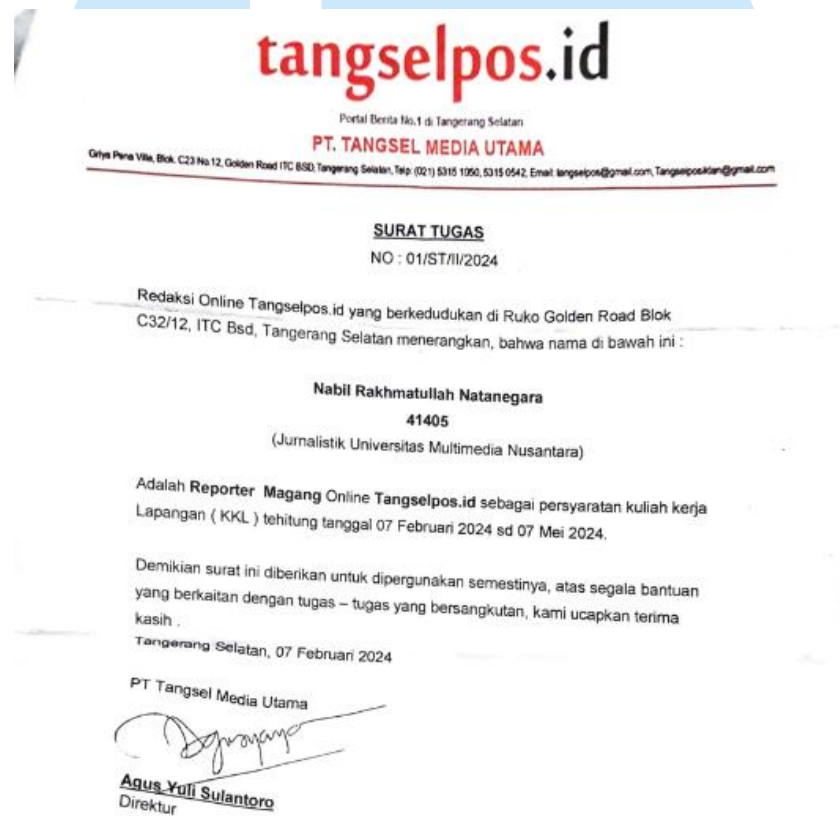 tangselpos.id
Portal Berita No.1 di Tangerang Selatan
PT. TANGSEL MEDIA UTAMA
Griya Pena Ville, Blok. C23 No.12, Golden Road ITC BSD, Tangerang Selatan, Telp: (021) 5315 1050, 5315 0542, Email: tangselpos@gmail.com, Tangselposiklan@gmail.com
SURAT TUGAS
NO : 01/ST/II/2024
Redaksi Online Tangselpos.id yang berkedudukan di Ruko Golden Road Blok
C32/12, ITC Bsd, Tangerang Selatan menerangkan, bahwa nama di bawah ini :
Nabil Rakhmatullah Natanegara
41405
(Jurnalistik Universitas Multimedia Nusantara)
Adalah Reporter Magang Online Tangselpos.id sebagai persyaratan kuliah kerja
Lapangan ( KKL ) tehitung tanggal 07 Februari 2024 sd 07 Mei 2024.
Demikian surat ini diberikan untuk dipergunakan semestinya, atas segala bantuan
yang berkaitan dengan tugas – tugas yang bersangkutan, kami ucapkan terima
kasih .
Tangerang Selatan, 07 Februari 2024
PT Tangsel Media Utama
Agus Yuli Sulantoro
Direktur